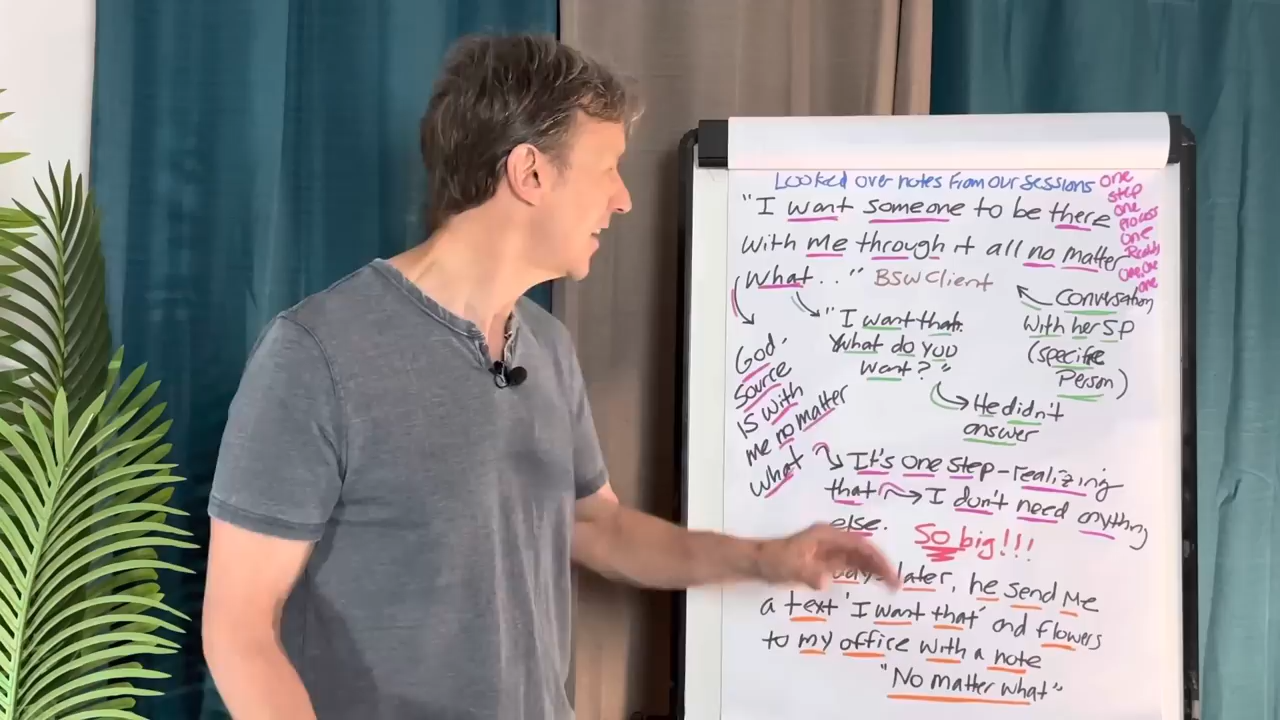 Looked over notes from our sessions
"I want someone to be there
with me through it all no matter
what.." BSW Client
one
step
one
process
one
Reality
one, one
one
Conversation
with her SP
(specific
Person)
"I want that.
What do you
want?"
He didn't
answer
God,
Source
is with
me no matter
what
It's one step-realizing
that I don't need anything
else.
So big!!!
later, he send me
a text 'I want that' and flowers
to my office with a note
"No matter what"